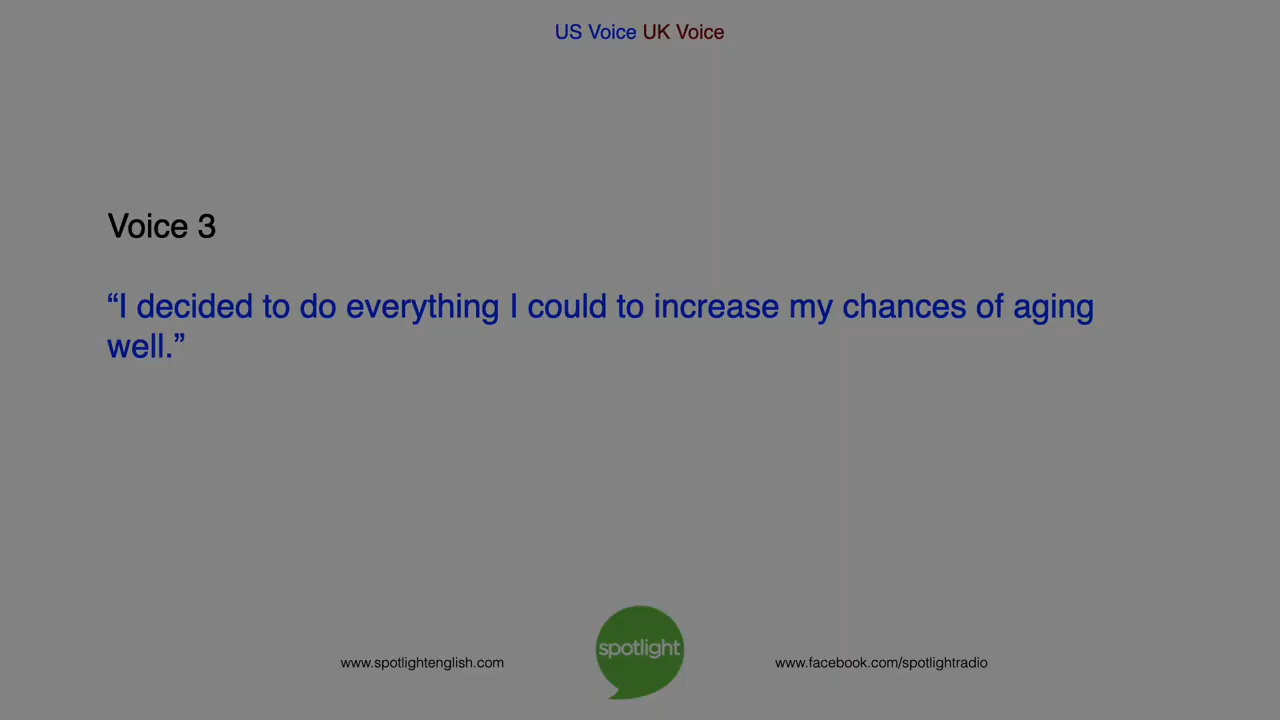 US Voice UK Voice
Voice 3
“I decided to do everything I could to increase my chances of aging
well.”
spotlight
www.spotlightenglish.com
www.facebook.com/spotlightradio